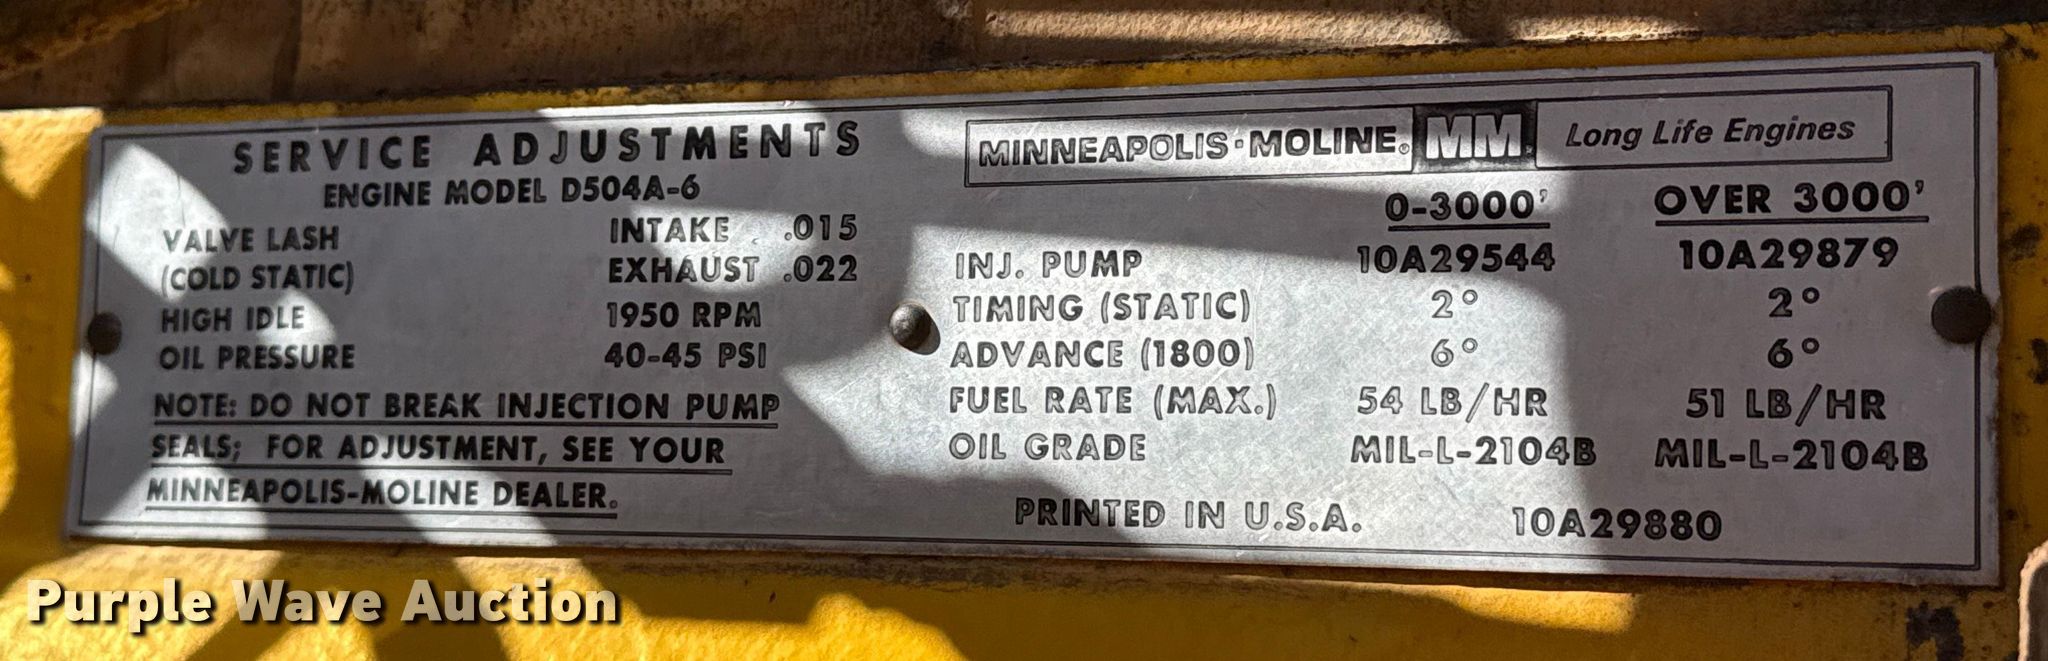 SERVICE ADJUSTMENTS
ENGINE MODEL D504A-6
VALVE LASH INTAKE .015
(COLD STATIC) EXHAUST .022
HIGH IDLE 1950 RPM
OIL PRESSURE 40-45 PSI
NOTE: DO NOT BREAK INJECTION PUMP
SEALS; FOR ADJUSTMENT, SEE YOUR
MINNEAPOLIS-MOLINE DEALER.
MINNEAPOLIS-MOLINE® MM Long Life Engines
0-3000' OVER 3000'
INJ. PUMP 10A29544 10A29879
TIMING (STATIC) 2° 2°
ADVANCE (1800) 6° 6°
FUEL RATE (MAX.) 54 LB/HR 51 LB/HR
OIL GRADE MIL-L-2104B MIL-L-2104B
PRINTED IN U.S.A. 10A29880
Purple Wave Auction